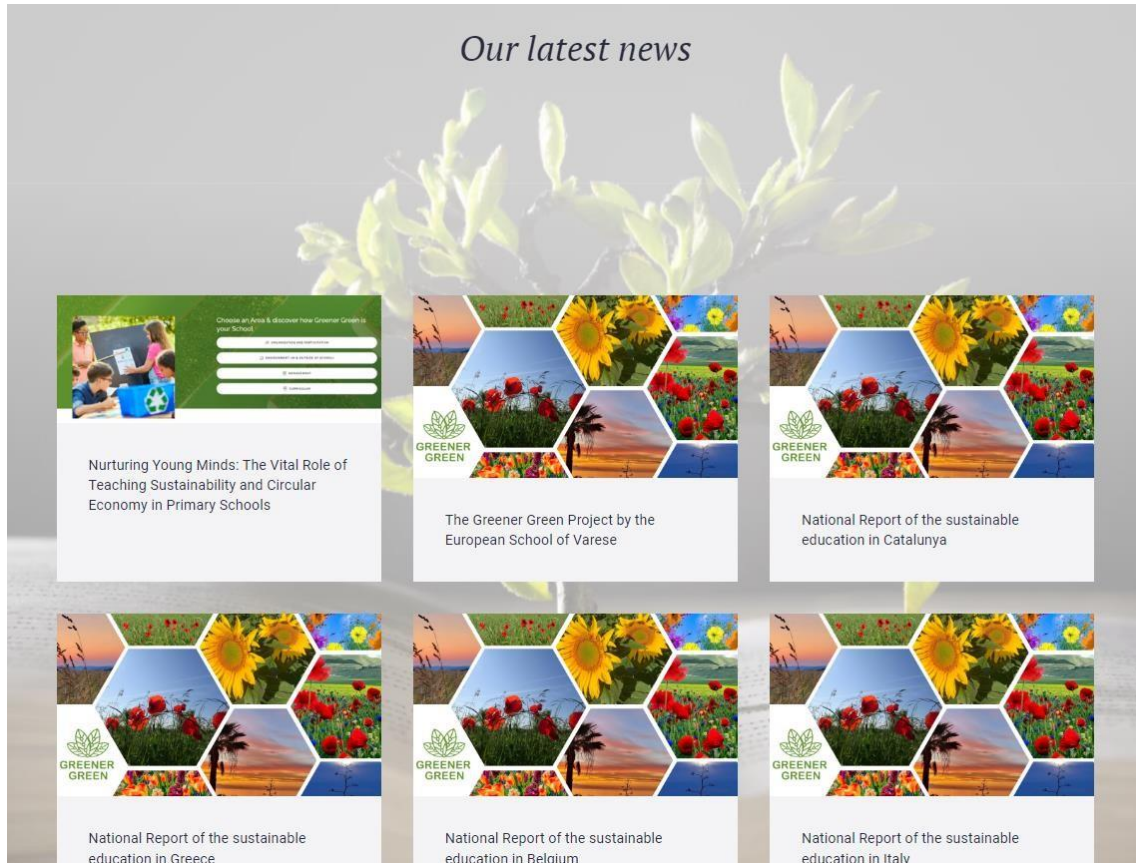 Our latest news
Choose an Area & discover how Greener Green is
your School:
Nurturing Young Minds: The Vital Role of
Teaching Sustainability and Circular
Economy in Primary Schools
GREENER
GREEN
The Greener Green Project by the
European School of Varese
GREENER
GREEN
National Report of the sustainable
education in Catalunya
GREENER
GREEN
National Report of the sustainable
education in Greece
GREENER
GREEN
National Report of the sustainable
education in Belgium
GREENER
GREEN
National Report of the sustainable
education in Italy